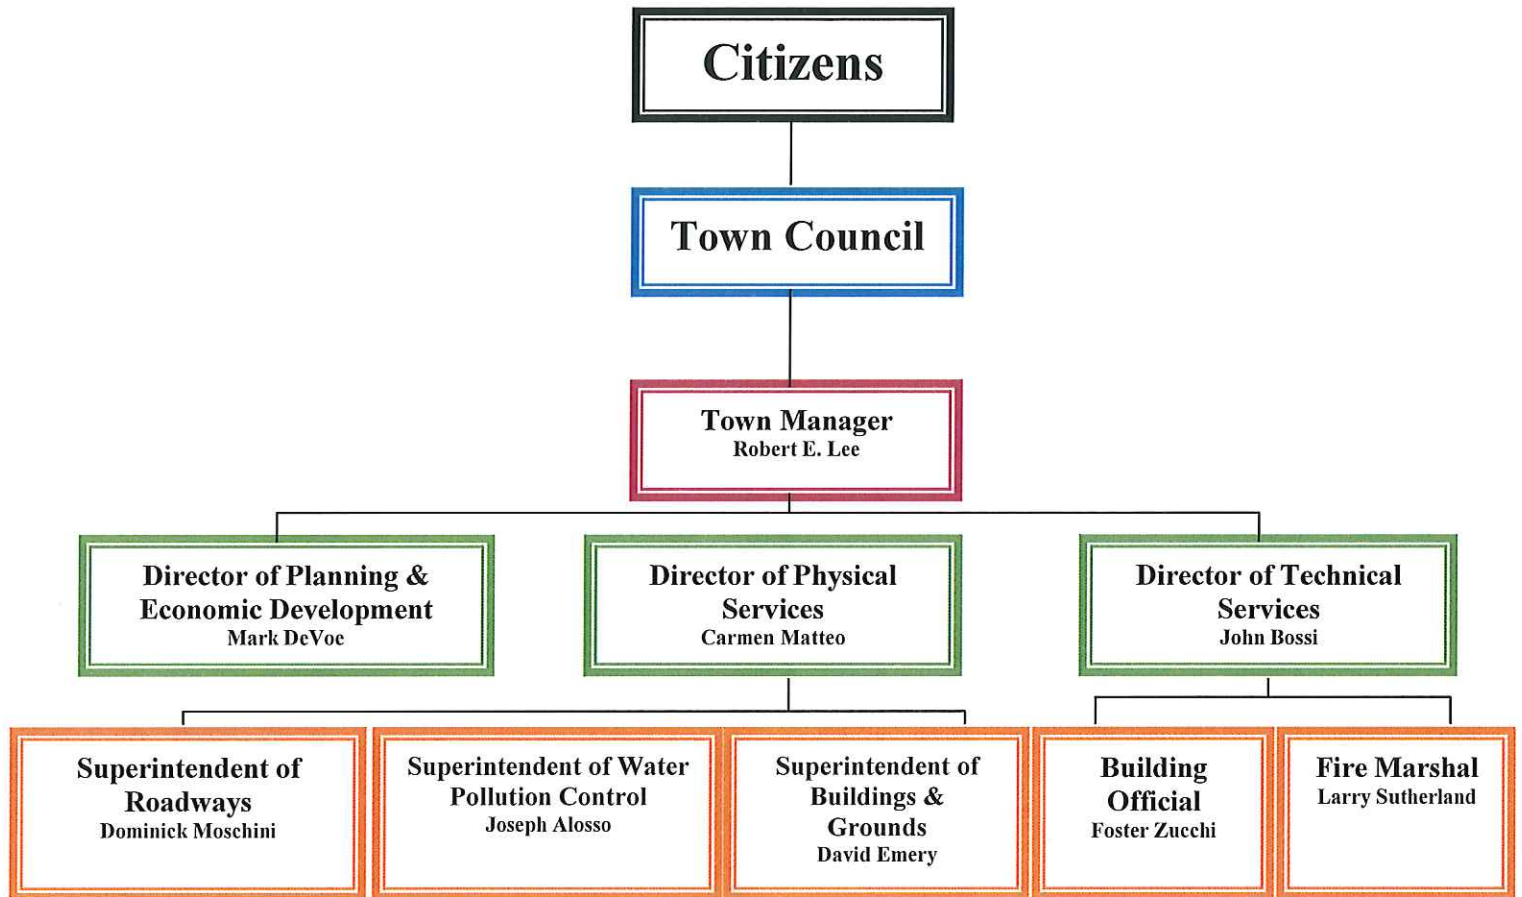 Citizens
Town Council
Town Manager
Robert E. Lee
Director of Planning &
Economic Development
Mark DeVoe
Director of Physical
Services
Carmen Matteo
Director of Technical
Services
John Bossi
Superintendent of
Roadways
Dominick Moschini
Superintendent of Water
Pollution Control
Joseph Alosso
Superintendent of
Buildings &
Grounds
David Emery
Building
Official
Foster Zucchi
Fire Marshal
Larry Sutherland